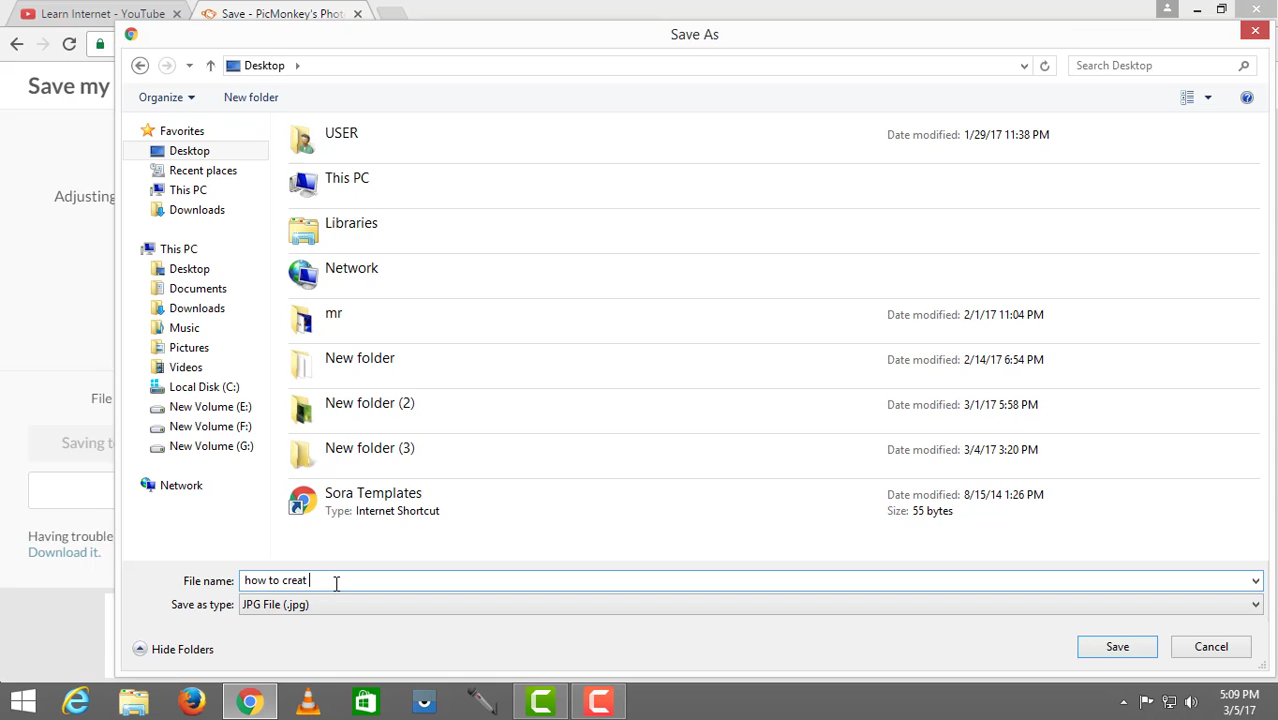 Learn Internet - YouTube
Save - PicMonkey's Phot
Save As
Desktop
Search Desktop
Organize
New folder
Save my
Adjusting
File
Saving to
Having trouble
Download it.
Favorites
Desktop
Recent places
This PC
Downloads
This PC
Desktop
Documents
Downloads
Music
Pictures
Videos
Local Disk (C:)
New Volume (E:)
New Volume (F:)
New Volume (G:)
Network
USER
Date modified: 1/29/17 11:38 PM
This PC
Libraries
Network
mr
Date modified: 2/1/17 11:04 PM
New folder
Date modified: 2/14/17 6:54 PM
New folder (2)
Date modified: 3/1/17 5:58 PM
New folder (3)
Date modified: 3/4/17 3:20 PM
Sora Templates
Date modified: 8/15/14 1:26 PM
Type: Internet Shortcut
Size: 55 bytes
File name: how to creat
Save as type: JPG File (.jpg)
Hide Folders
Save
Cancel
5:09 PM
3/5/17